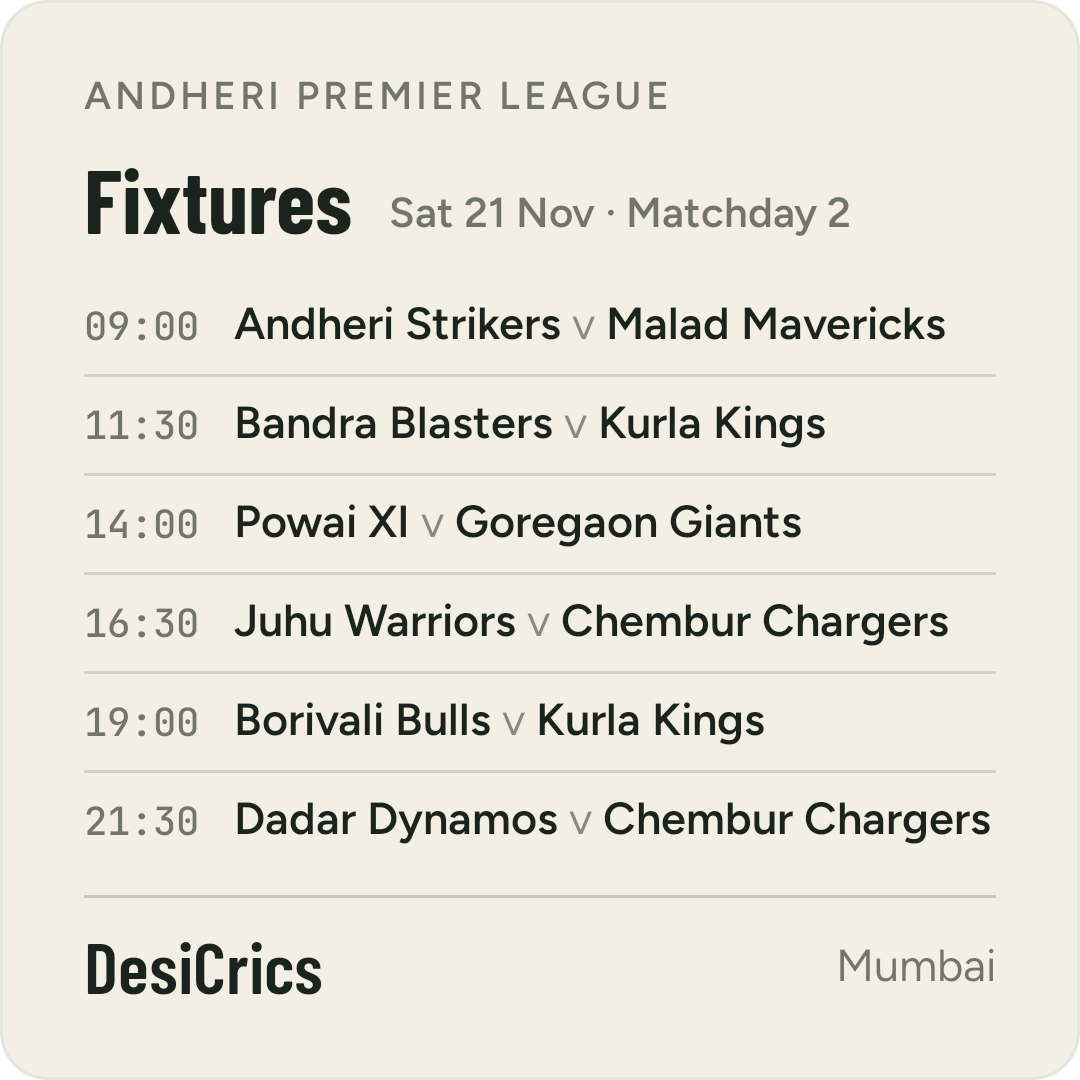 ANDHERI PREMIER LEAGUE
Fixtures Sat 21 Nov · Matchday 2
09:00 Andheri Strikers v Malad Mavericks
11:30 Bandra Blasters v Kurla Kings
14:00 Powai XI v Goregaon Giants
16:30 Juhu Warriors v Chembur Chargers
19:00 Borivali Bulls v Kurla Kings
21:30 Dadar Dynamos v Chembur Chargers
DesiCrics Mumbai